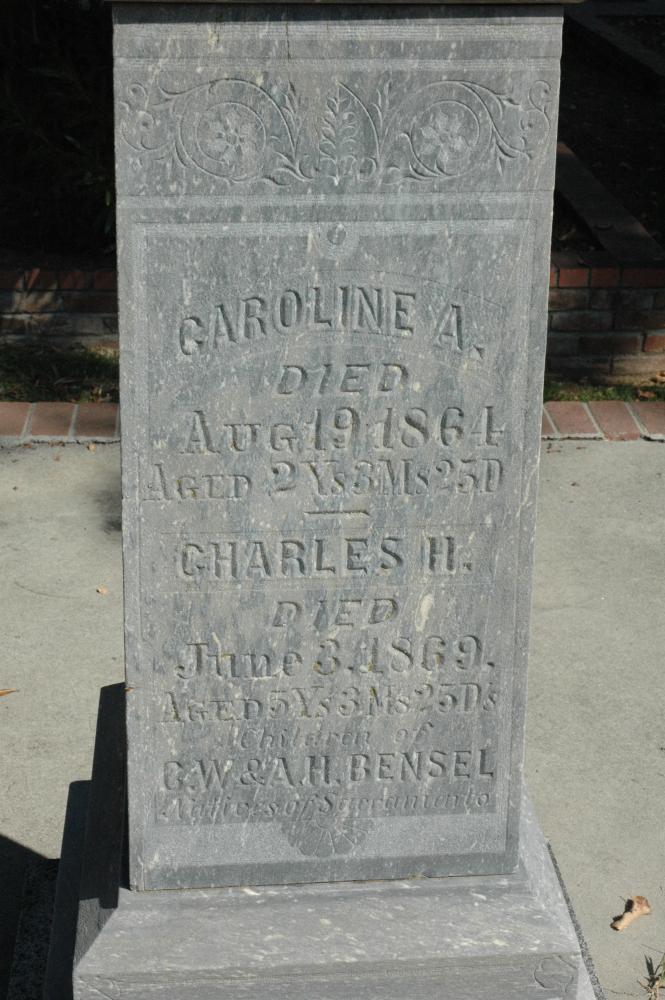 CAROLINE A.
DIED
AUG 19 1864
AGED 2 Ys 3 Ms 25 D
CHARLES H.
DIED
June 3, 1869.
AGED 5 Ys 3 Ms 25 Ds
Children of
C.W. & A.H. BENSEL
Natives of Sacramento